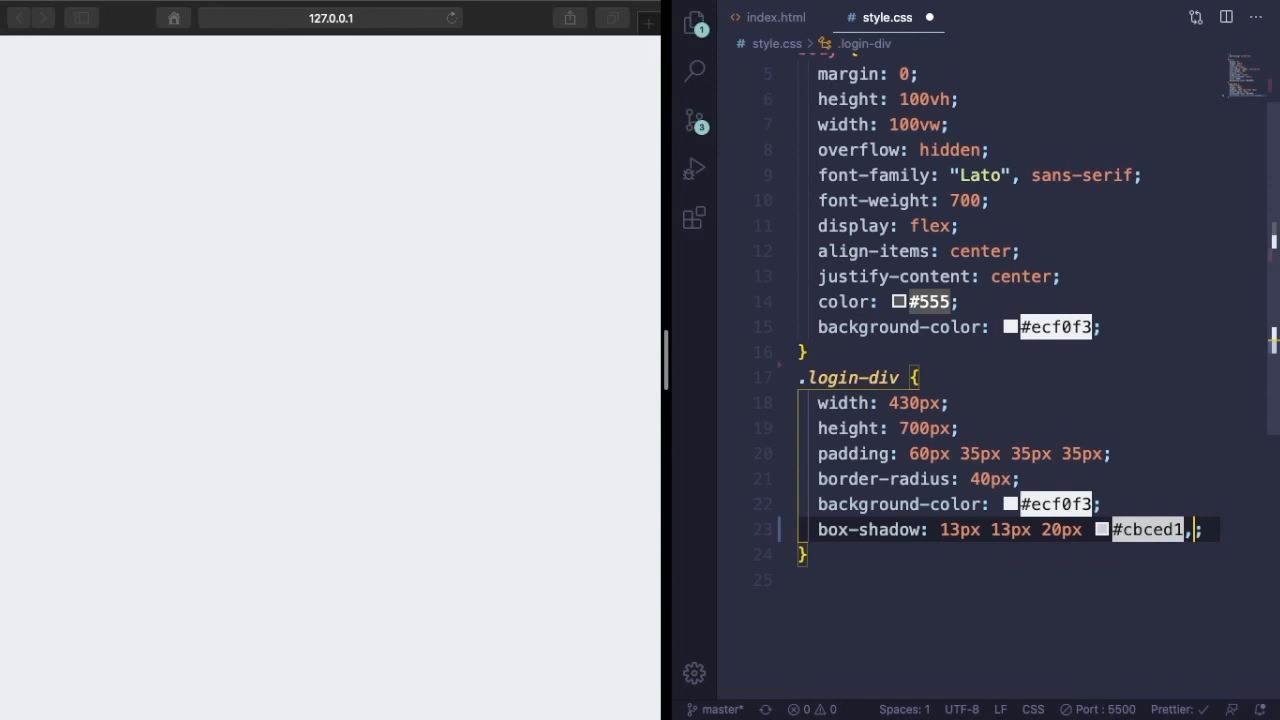 127.0.0.1
index.html
# style.css
# style.css > .login-div
1
3
body {
5 margin: 0;
6 height: 100vh;
7 width: 100vw;
8 overflow: hidden;
9 font-family: "Lato", sans-serif;
10 font-weight: 700;
11 display: flex;
12 align-items: center;
13 justify-content: center;
14 color: #555;
15 background-color: #ecf0f3;
16 }
17 .login-div {
18 width: 430px;
19 height: 700px;
20 padding: 60px 35px 35px 35px;
21 border-radius: 40px;
22 background-color: #ecf0f3;
23 box-shadow: 13px 13px 20px #cbced1,;
24 }
25
master* 0 0 Spaces: 1 UTF-8 LF CSS Port : 5500 Prettier: ✓